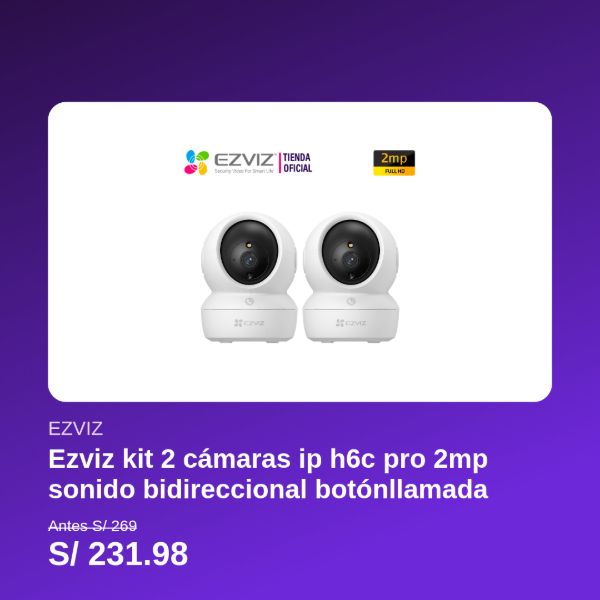 EZVIZ
Security Video For Smart Life
TIENDA
OFICIAL
2mp
FULL HD
EZVIZ
EZVIZ
EZVIZ
Ezviz kit 2 cámaras ip h6c pro 2mp
sonido bidireccional botónllamada
Antes S/ 269
S/ 231.98